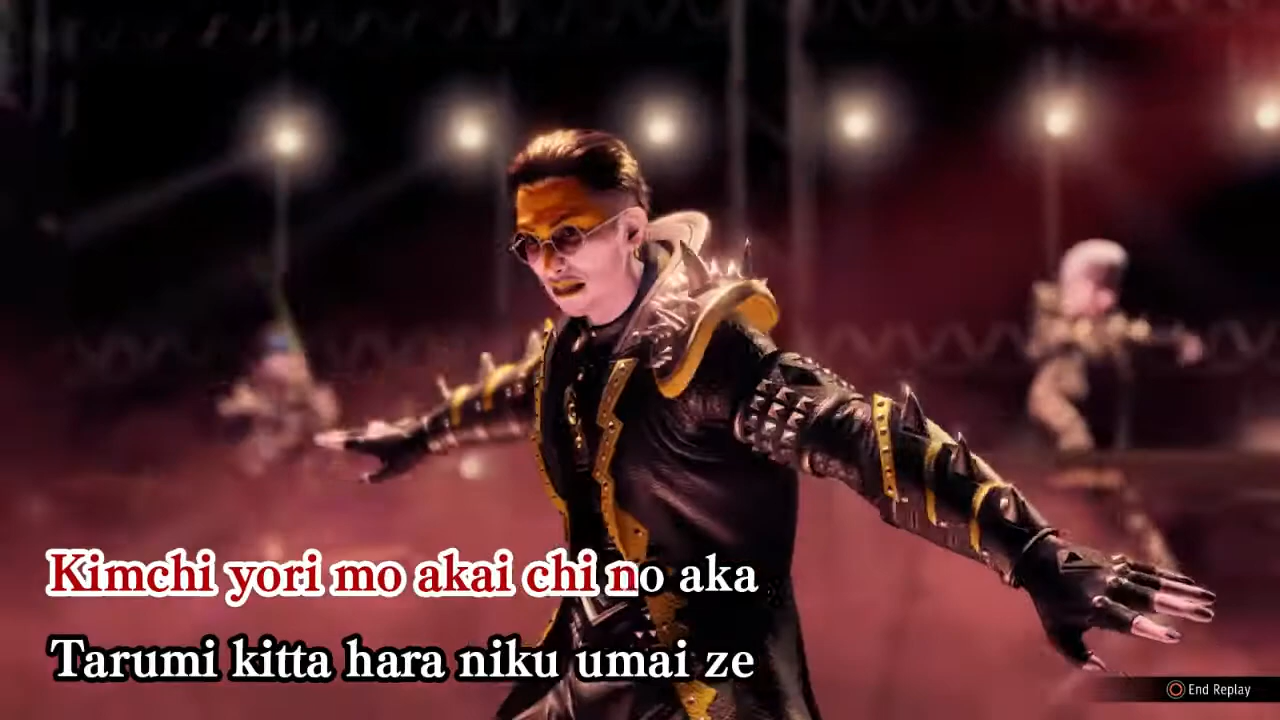 Kimchi yori mo akai chi no aka
Tarumi kitta hara niku umai ze
End Replay